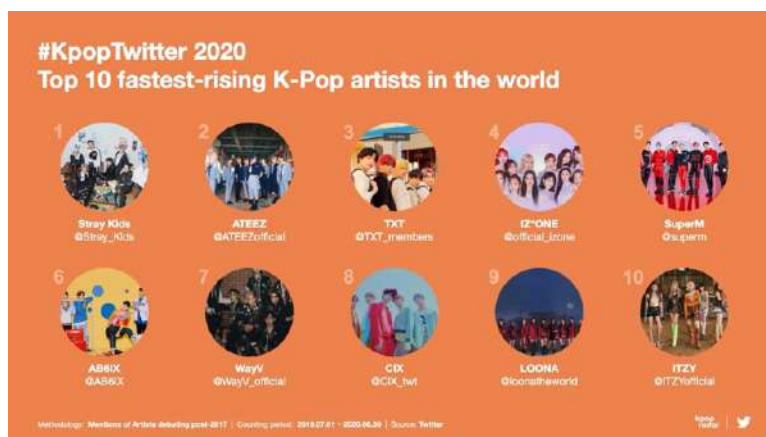 #KpopTwitter 2020
Top 10 fastest-rising K-Pop artists in the world
1
2
3
4
5
Stray Kids
ATEEZ
TXT
IZ*ONE
SuperM
@Stray_Kids
@ATEEZofficial
@TXT_members
@official_izone
@superm
6
7
8
9
10
AB6IX
WayV
CIX
LOONA
ITZY
@AB6IX
@WayV_official
@CIX_twt
@loonatheworld
@ITZYofficial
Methodology: Mentions of Artists debuting post-2017 | Counting period: 2019.07.01 - 2020.06.30 | Source: Twitter
kpop
radar